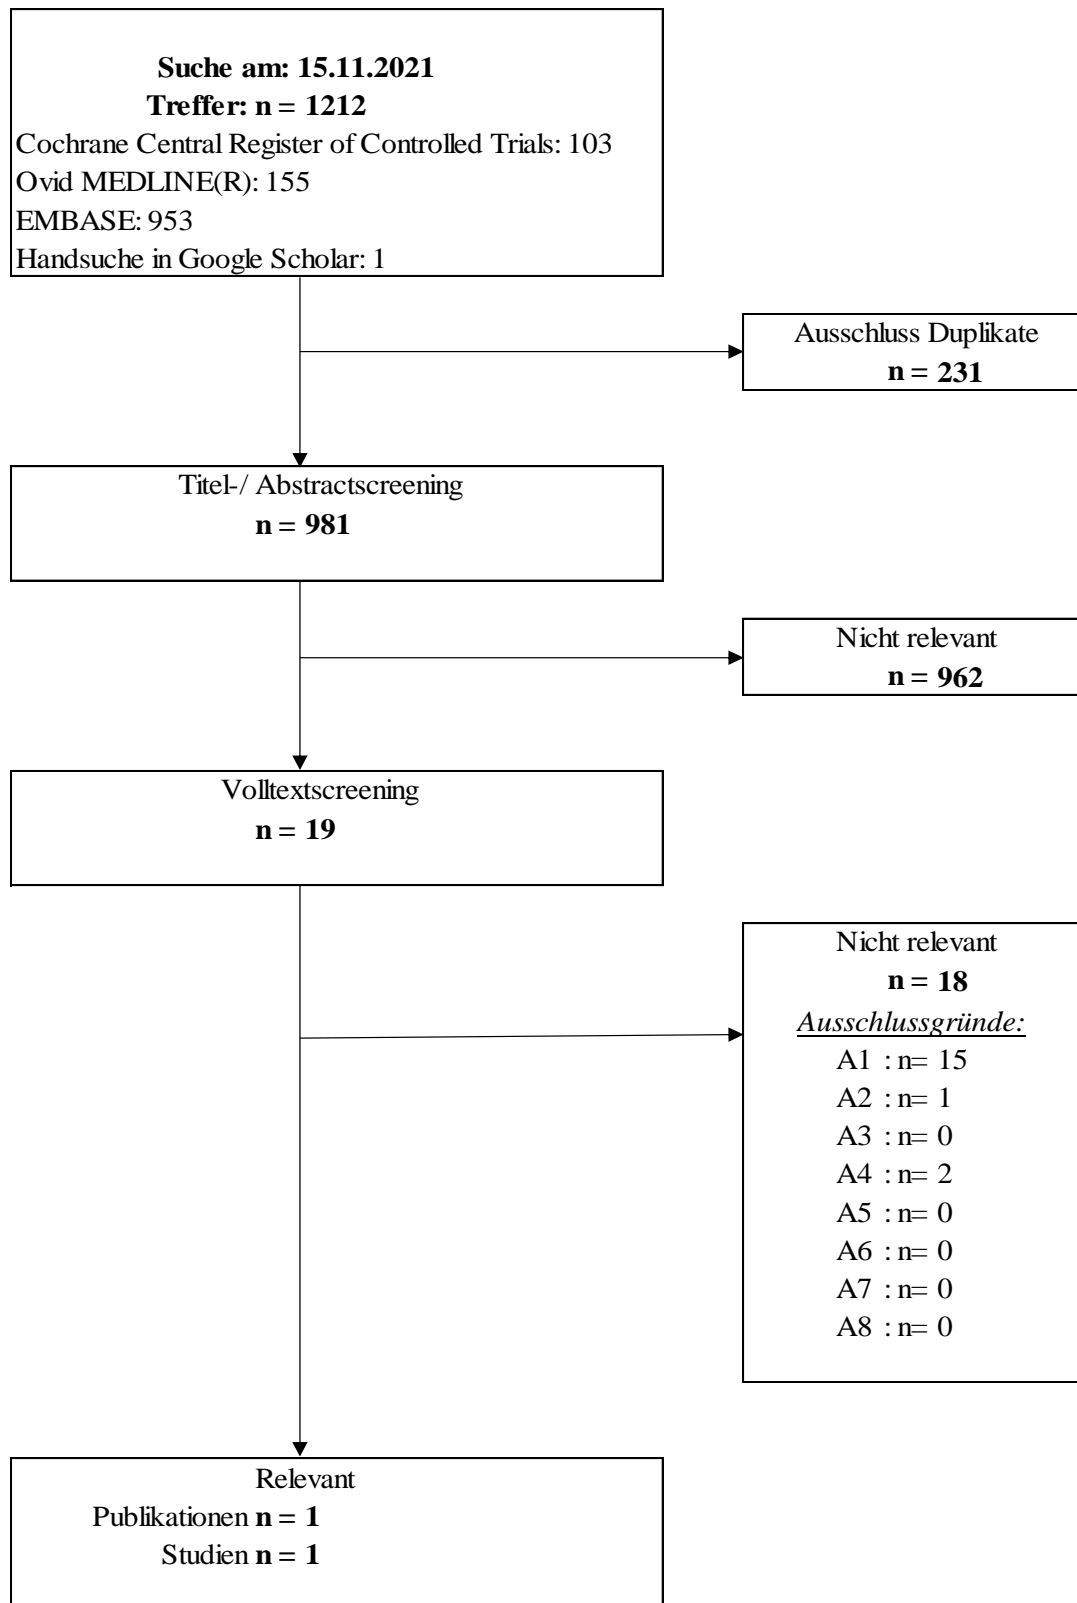 Suche am: 15.11.2021
Treffer: n = 1212
Cochrane Central Register of Controlled Trials: 103
Ovid MEDLINE(R): 155
EMBASE: 953
Handsuche in Google Scholar: 1
Ausschluss Duplikate
n = 231
Titel-/ Abstractscreening
n = 981
Nicht relevant
n = 962
Volltextscreening
n = 19
Nicht relevant
n = 18
Ausschlussgründe:
A1 : n= 15
A2 : n= 1
A3 : n= 0
A4 : n= 2
A5 : n= 0
A6 : n= 0
A7 : n= 0
A8 : n= 0
Relevant
Publikationen n = 1
Studien n = 1